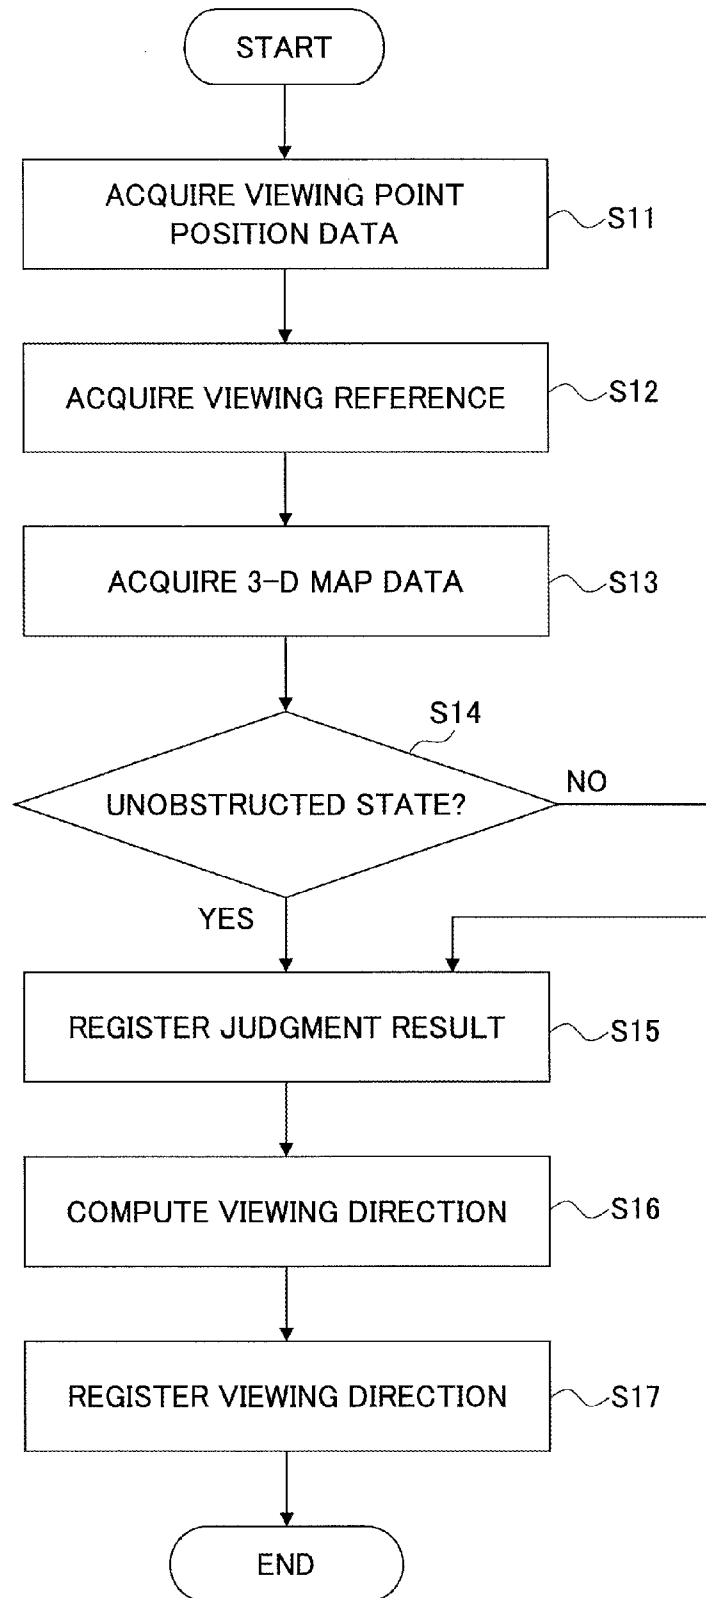 START
ACQUIRE VIEWING POINT
POSITION DATA
S11
ACQUIRE VIEWING REFERENCE
S12
ACQUIRE 3-D MAP DATA
S13
S14
UNOBSTRUCTED STATE?
NO
YES
REGISTER JUDGMENT RESULT
S15
COMPUTE VIEWING DIRECTION
S16
REGISTER VIEWING DIRECTION
S17
END